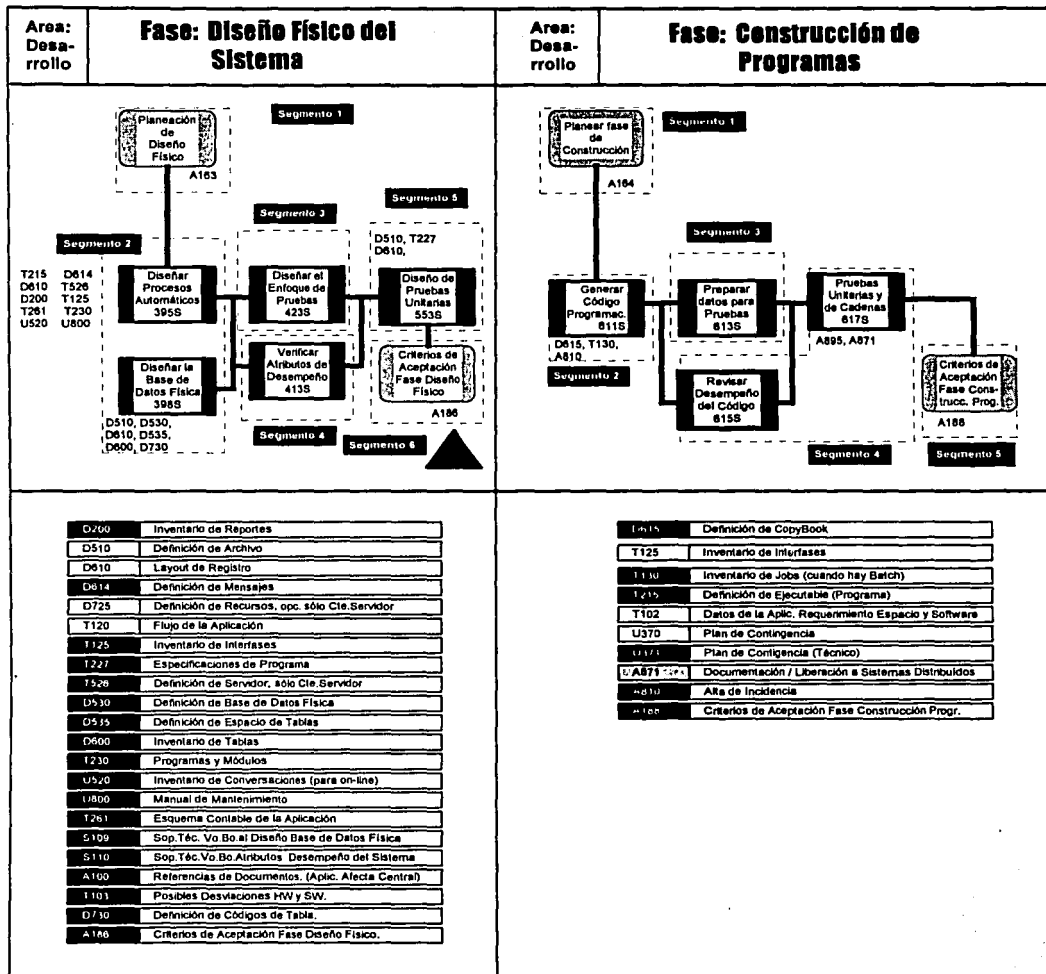 Area:
Desa-
rrollo
Fase: Diseño Físico del
Sistema
Planeación
de
Diseño
Físico
A163
Segmento 1
Segmento 2
Segmento 3
Segmento 5
D510, T227
D610,
T215 D614
D610 T526
D200 T125
T261 T230
U520 U800
Diseñar
Procesos
Automáticos
395S
Diseñar el
Enfoque de
Pruebas
423S
Diseño de
Pruebas
Unitarias
553S
Diseñar la
Base de
Datos Física
398S
Verificar
Atributos de
Desempeño
413S
Criterios de
Aceptación
Fase Diseño
Físico
A186
D510, D530,
D610, D535,
D600, D730
Segmento 4
Segmento 6
D200 Inventario de Reportes
D510 Definición de Archivo
D610 Layout de Registro
D614 Definición de Mensajes
D725 Definición de Recursos, opc. sólo Cte.Servidor
T120 Flujo de la Aplicación
T125 Inventario de Interfases
T227 Especificaciones de Programa
T526 Definición de Servidor, sólo Cte.Servidor
D530 Definición de Base de Datos Física
D535 Definición de Espacio de Tablas
D600 Inventario de Tablas
T230 Programas y Módulos
U520 Inventario de Conversaciones (para on-line)
U800 Manual de Mantenimiento
T261 Esquema Contable de la Aplicación
S109 Sop.Téc. Vo.Bo.al Diseño Base de Datos Física
S110 Sop.Téc.Vo.Bo.Atributos Desempeño del Sistema
A100 Referencias de Documentos. (Aplic. Afecta Central)
T103 Posibles Desviaciones HW y SW.
D730 Definición de Códigos de Tabla.
A186 Criterios de Aceptación Fase Diseño Físico.
Area:
Desa-
rrollo
Fase: Construcción de
Programas
Planear fase
de
Construcción
A164
Segmento 1
Segmento 3
Generar
Código
Programac.
611S
Preparar
datos para
Pruebas
613S
Pruebas
Unitarias y
de Cadenas
617S
D615, T130,
A810
Segmento 2
A895, A871
Revisar
Desempeño
del Código
615S
Criterios de
Aceptación
Fase Cons-
trucc. Prog.
A188
Segmento 4
Segmento 5
D615 Definición de CopyBook
T125 Inventario de Interfases
T130 Inventario de Jobs (cuando hay Batch)
T215 Definición de Ejecutable (Programa)
T102 Datos de la Aplic. Requerimiento Espacio y Software
U370 Plan de Contingencia
U371 Plan de Contigencia (Técnico)
A871 Documentación / Liberación a Sistemas Distribuidos
A810 Alta de Incidencia
A188 Criterios de Aceptación Fase Construcción Progr.